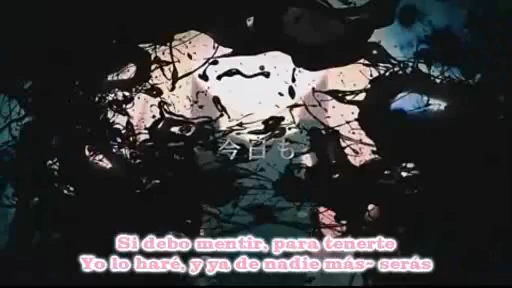 今日も
Si debo mentir, para tenerte
Yo lo haré, y ya de nadie más- serás